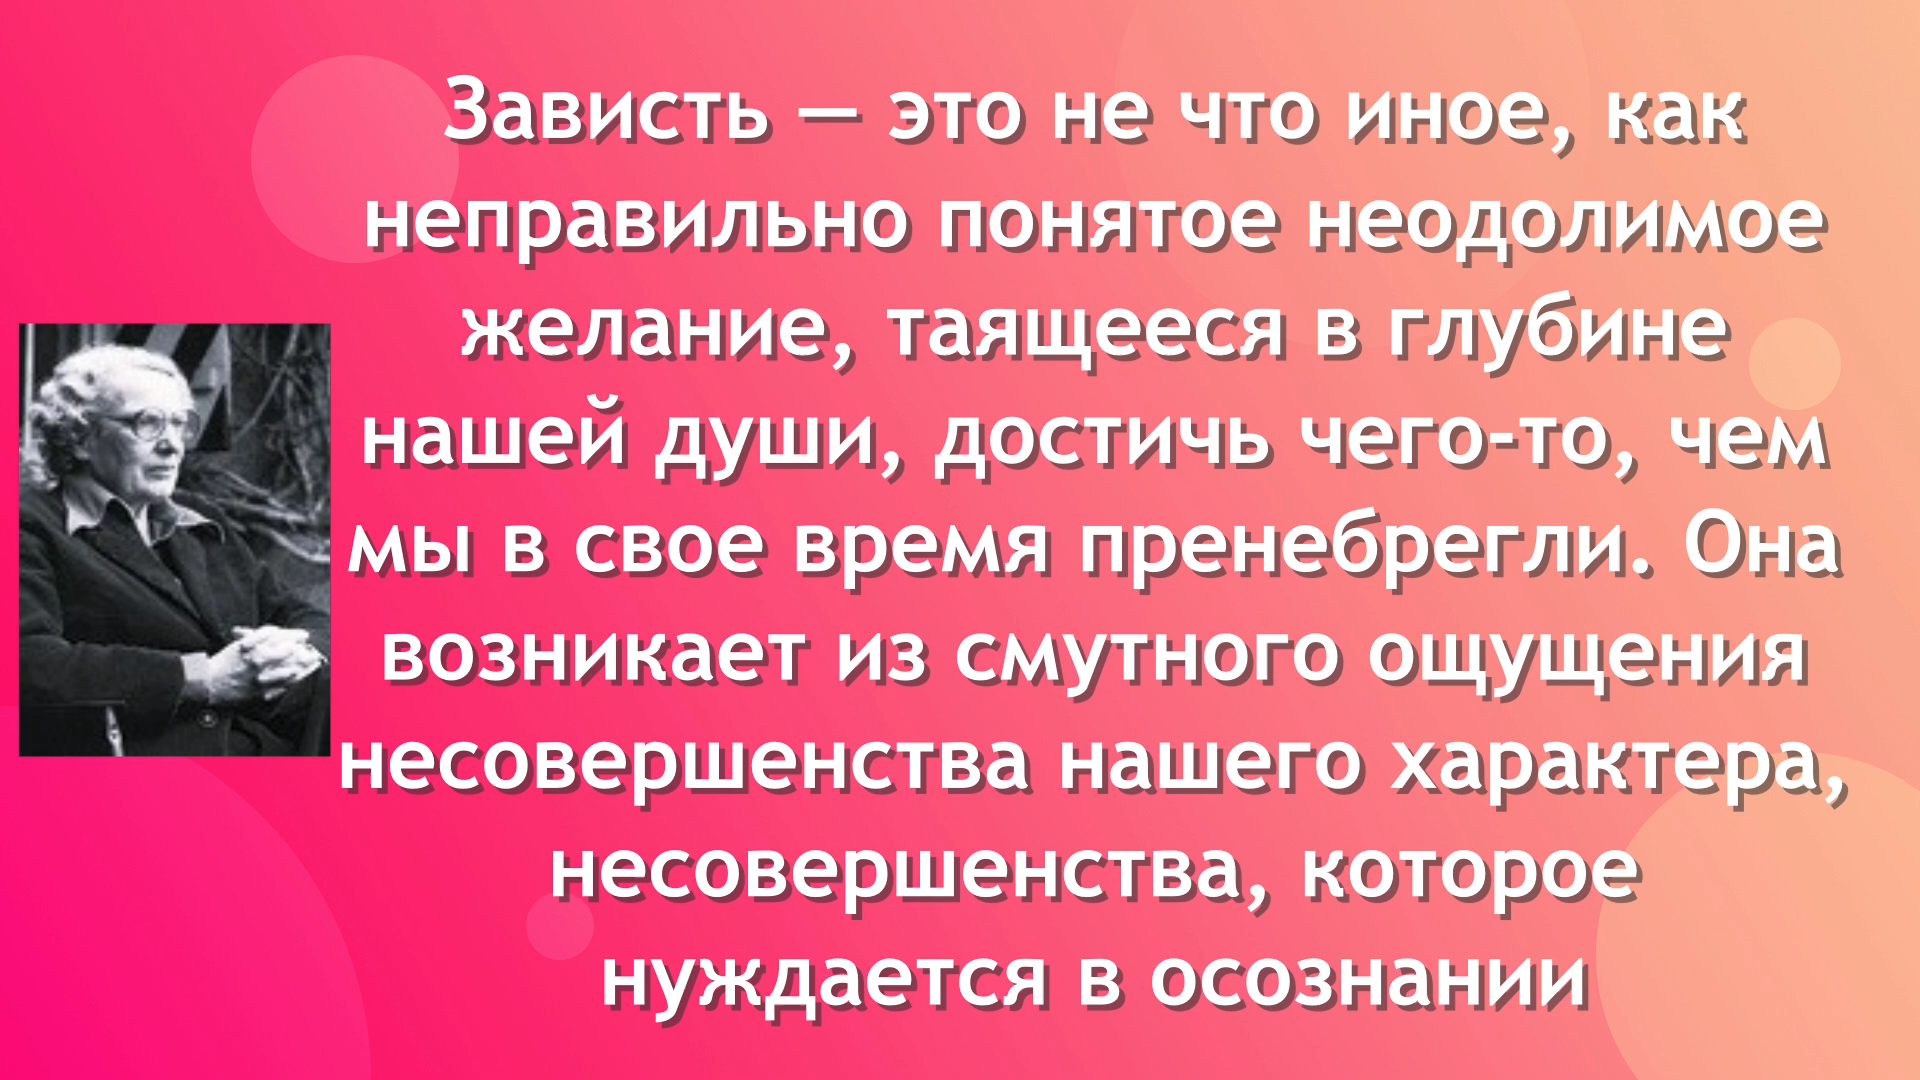 Зависть — это не что иное, как
неправильно понятое неодолимое
желание, таящееся в глубине
нашей души, достичь чего-то, чем
мы в свое время пренебрегли. Она
возникает из смутного ощущения
несовершенства нашего характера,
несовершенства, которое
нуждается в осознании